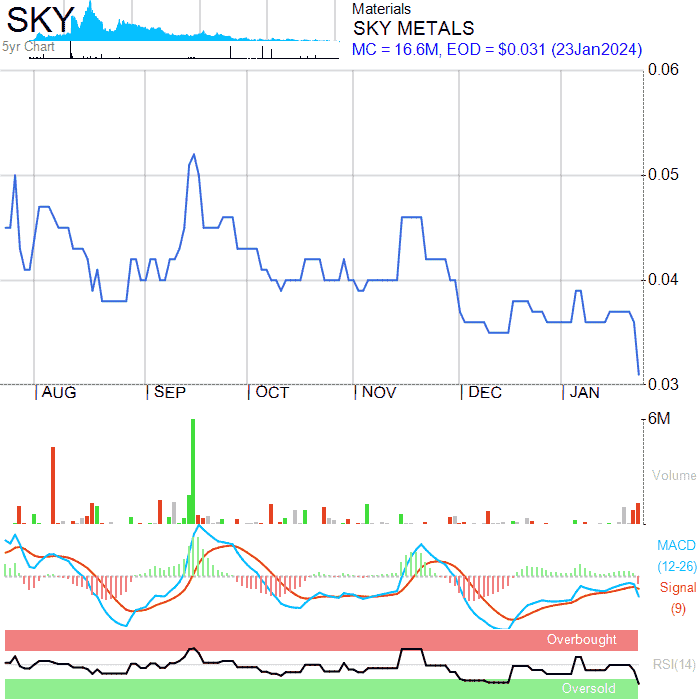 SKY
5yr Chart
Materials
SKY METALS
MC = 16.6M, EOD = $0.031 (23Jan2024)
0.06
0.05
0.04
0.03
AUG SEP OCT NOV DEC JAN
6M
Volume
MACD
(12-26)
Signal
(9)
Overbought
RSI(14)
Oversold